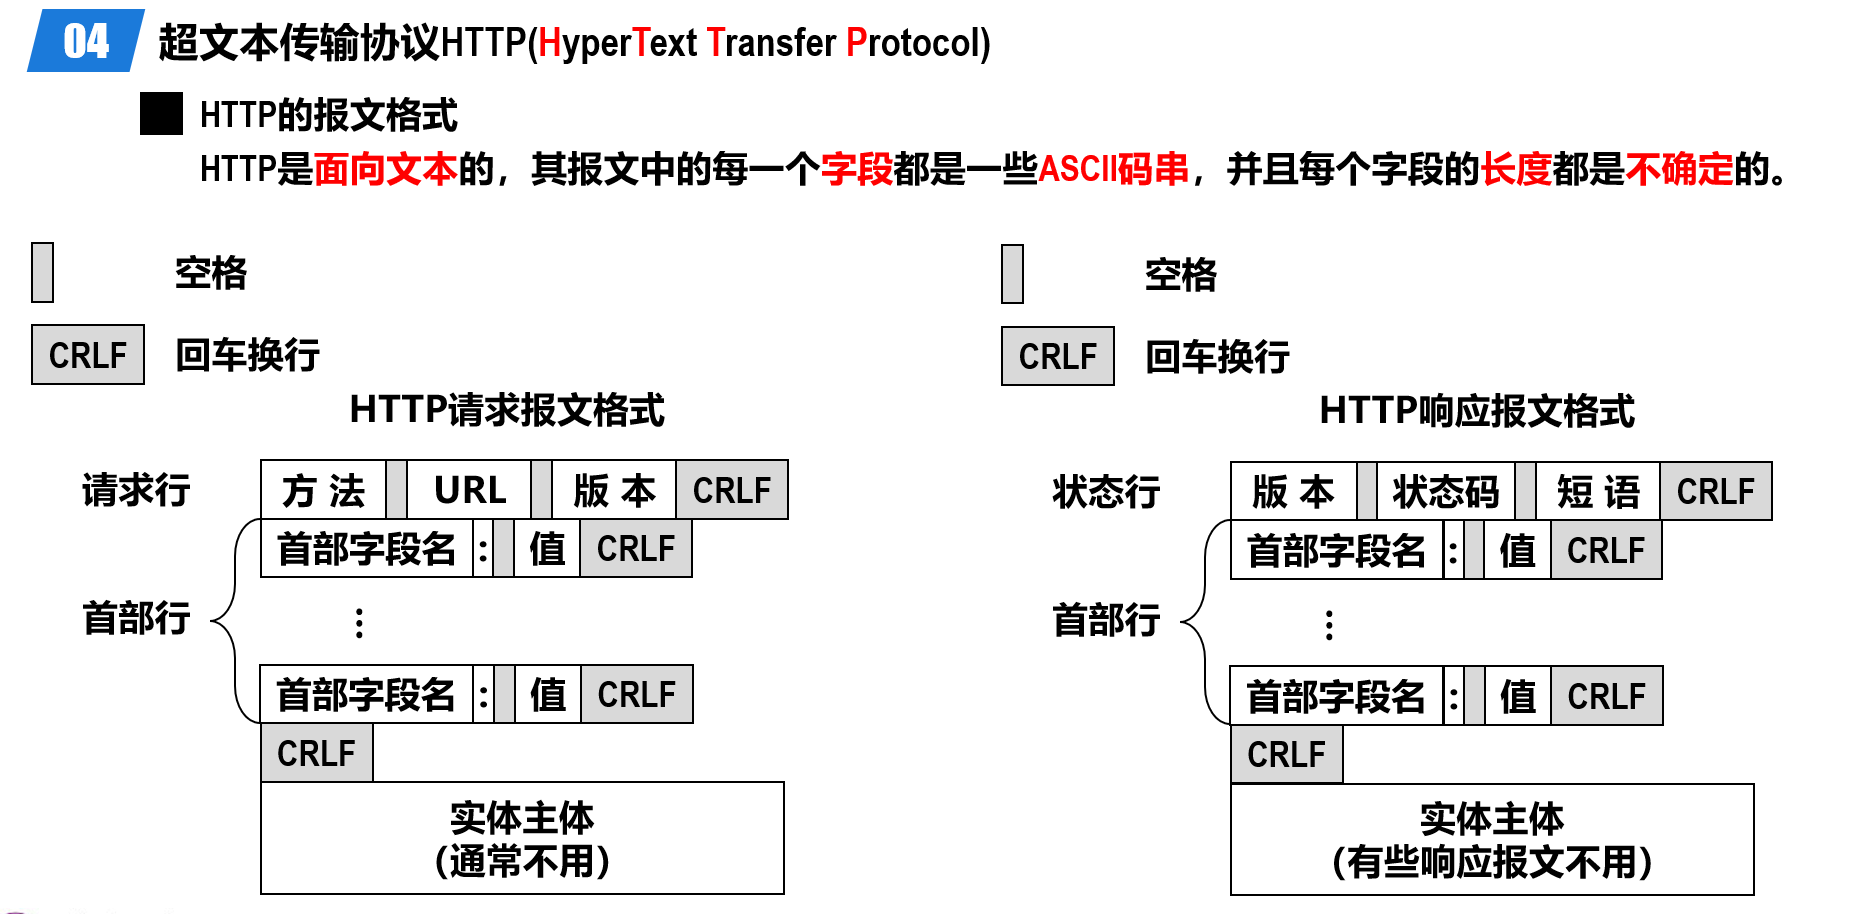 04 超文本传输协议HTTP(HyperText Transfer Protocol)
HTTP的报文格式
HTTP是面向文本的，其报文中的每一个字段都是一些ASCII码串，并且每个字段的长度都是不确定的。
空格
CRLF 回车换行
HTTP请求报文格式
请求行 方 法 URL 版 本 CRLF
首部字段名 : 值 CRLF
首部行 ⋮
首部字段名 : 值 CRLF
CRLF
实体主体
（通常不用）
空格
CRLF 回车换行
HTTP响应报文格式
状态行 版 本 状态码 短 语 CRLF
首部字段名 : 值 CRLF
首部行 ⋮
首部字段名 : 值 CRLF
CRLF
实体主体
（有些响应报文不用）